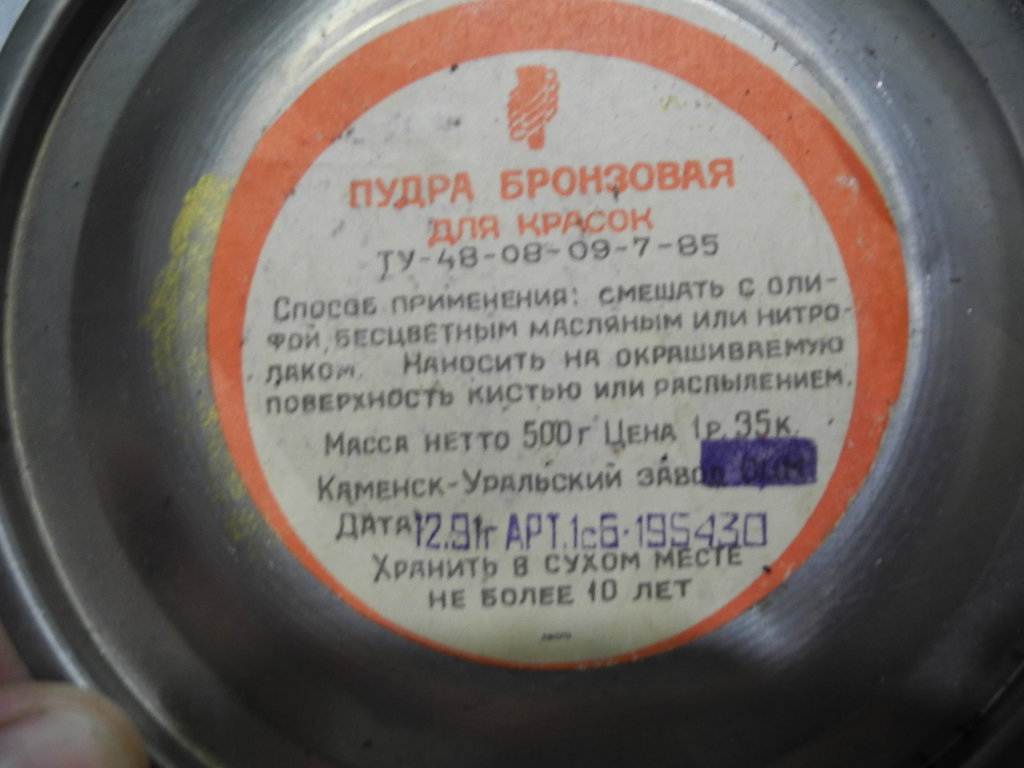 ПУДРА БРОНЗОВАЯ
ДЛЯ КРАСОК
ТУ-48-08-09-7-85
СПОСОБ ПРИМЕНЕНИЯ: СМЕШАТЬ С ОЛИ-
ФОЙ, БЕСЦВЕТНЫМ МАСЛЯНЫМ ИЛИ НИТРО-
ЛАКОМ. НАНОСИТЬ НА ОКРАШИВАЕМУЮ
ПОВЕРХНОСТЬ КИСТЬЮ ИЛИ РАСПЫЛЕНИЕМ.
МАССА НЕТТО 500г ЦЕНА 1р. 35к.
КАМЕНСК-УРАЛЬСКИЙ ЗАВОД ОЦМ
ДАТА 12.91г АРТ.1с6-195430
ХРАНИТЬ В СУХОМ МЕСТЕ
НЕ БОЛЕЕ 10 ЛЕТ